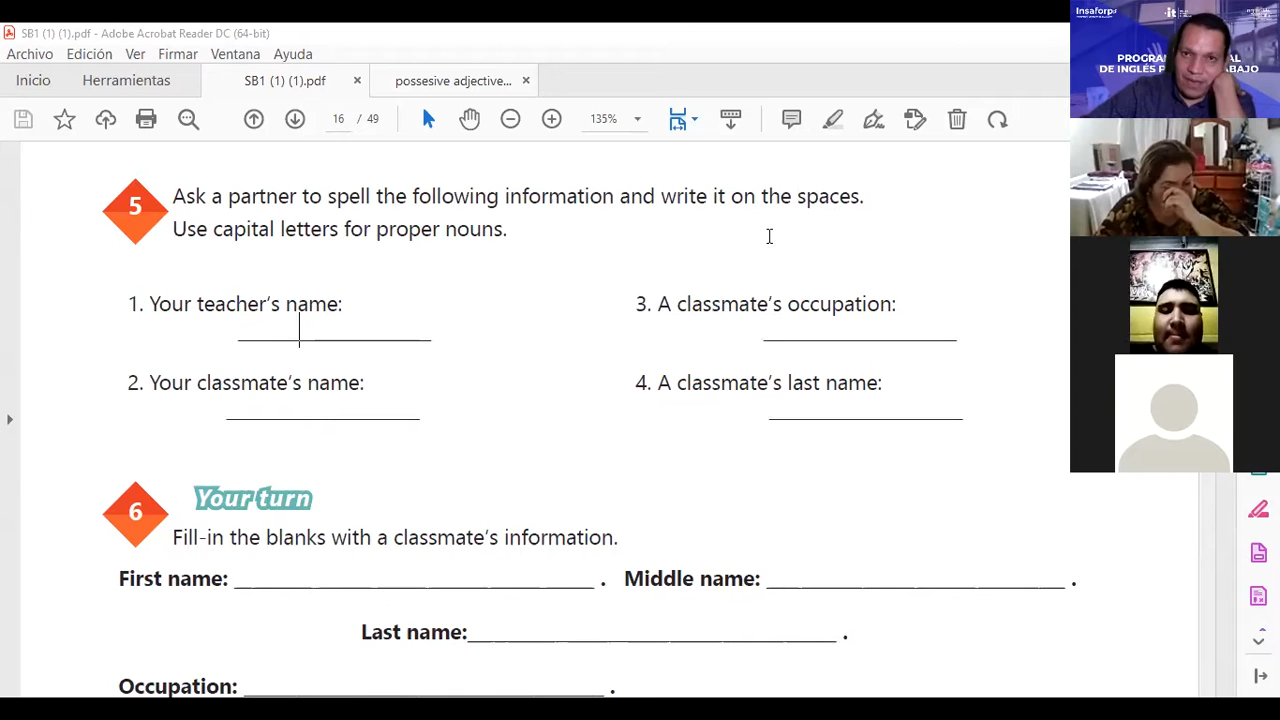 SB1 (1) (1).pdf - Adobe Acrobat Reader DC (64-bit)
Archivo Edición Ver Firmar Ventana Ayuda
Inicio Herramientas SB1 (1) (1).pdf × possesive adjective... ×
16 / 49 135%
5 Ask a partner to spell the following information and write it on the spaces.
Use capital letters for proper nouns.
1. Your teacher's name:
3. A classmate's occupation:
2. Your classmate's name:
4. A classmate's last name:
6 Your turn
Fill-in the blanks with a classmate's information.
First name: ______ . Middle name: ______ .
Last name:______ .
Occupation: ______ .
Insaforp